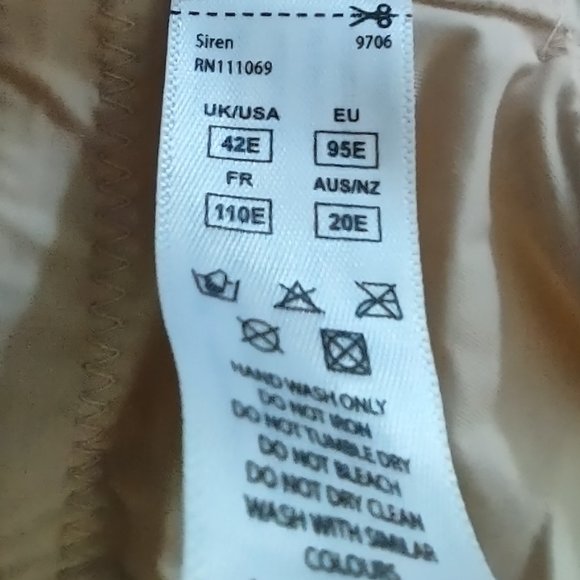 Siren 9706
RN111069
UK/USA EU
42E 95E
FR AUS/NZ
110E 20E
HAND WASH ONLY
DO NOT IRON
DO NOT TUMBLE DRY
DO NOT BLEACH
DO NOT DRY CLEAN
WASH WITH SIMILAR
COLOURS